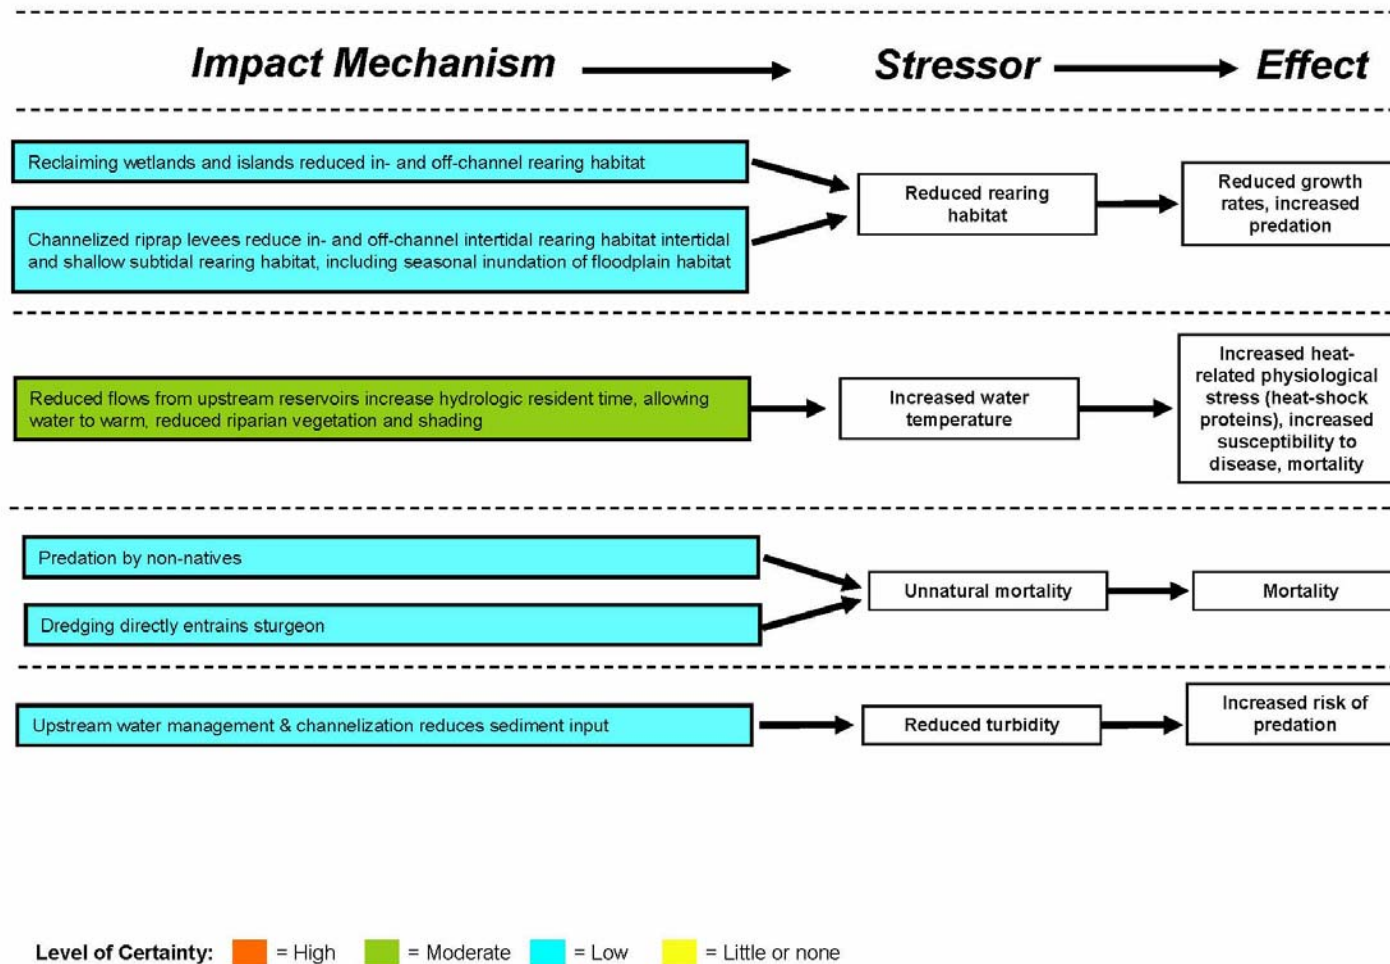 Impact Mechanism Stressor Effect
Reclaiming wetlands and islands reduced in- and off-channel rearing habitat
Channelized riprap levees reduce in- and off-channel intertidal rearing habitat intertidal
and shallow subtidal rearing habitat, including seasonal inundation of floodplain habitat
Reduced rearing
habitat
Reduced growth
rates, increased
predation
Reduced flows from upstream reservoirs increase hydrologic resident time, allowing
water to warm, reduced riparian vegetation and shading
Increased water
temperature
Increased heat-
related physiological
stress (heat-shock
proteins), increased
susceptibility to
disease, mortality
Predation by non-natives
Dredging directly entrains sturgeon
Unnatural mortality
Mortality
Upstream water management & channelization reduces sediment input
Reduced turbidity
Increased risk of
predation
Level of Certainty: = High = Moderate = Low = Little or none